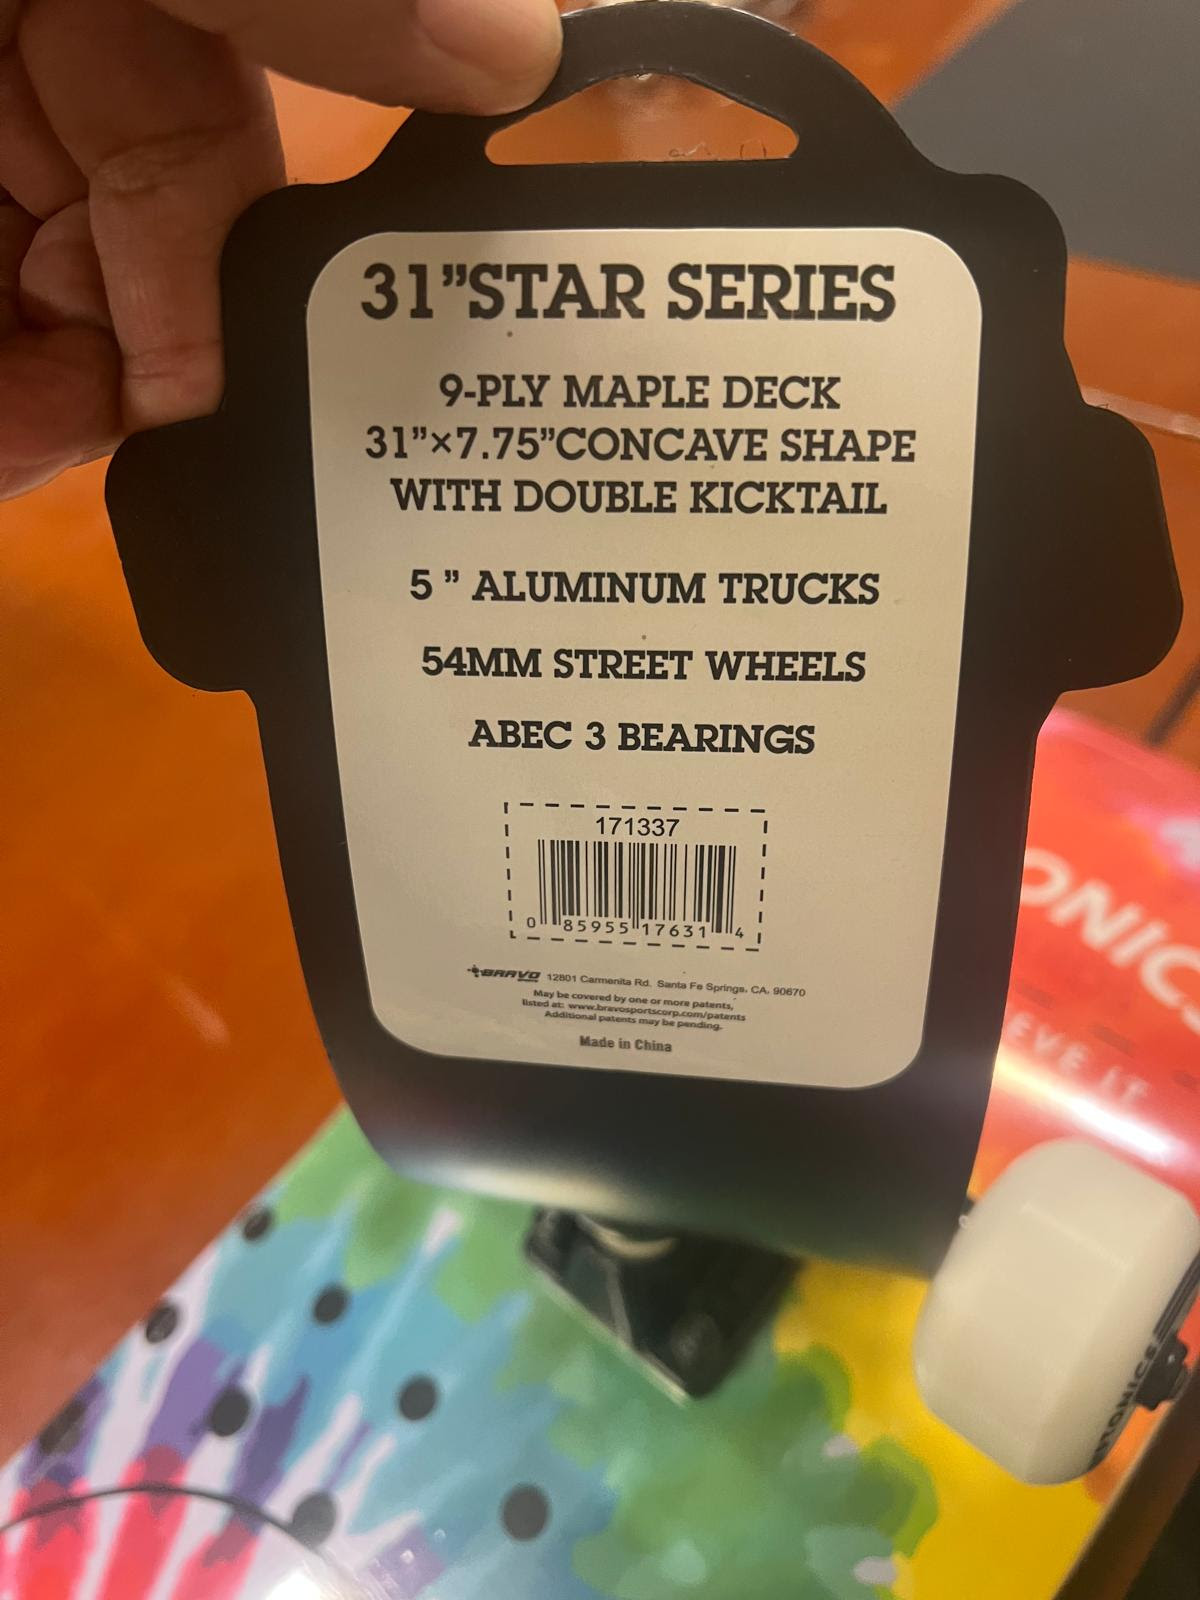 31”STAR SERIES
9-PLY MAPLE DECK
31”×7.75”CONCAVE SHAPE
WITH DOUBLE KICKTAIL
5 ” ALUMINUM TRUCKS
54MM STREET WHEELS
ABEC 3 BEARINGS
171337
0 85955 17631 4
BRAVO 12801 Carmenita Rd. Santa Fe Springs, CA, 90670
May be covered by one or more patents,
listed at: www.bravosportscorp.com/patents
Additional patents may be pending.
Made in China
ONICS
EVE IT